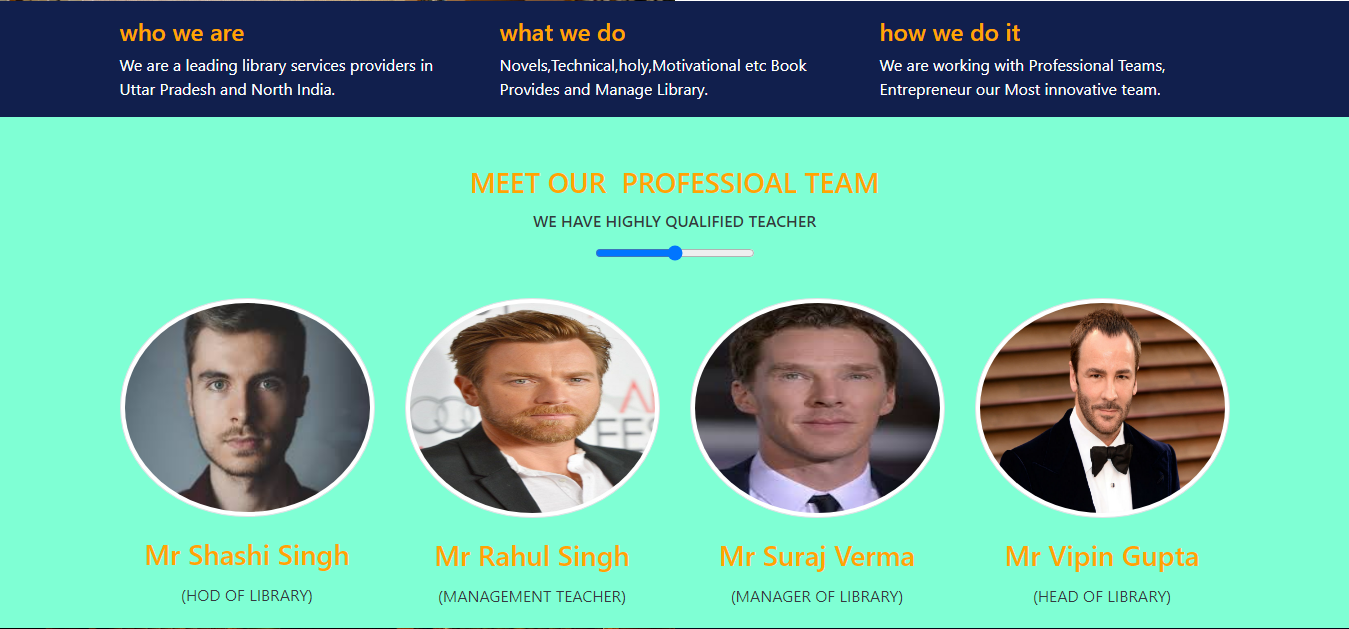 who we are
We are a leading library services providers in
Uttar Pradesh and North India.
what we do
Novels,Technical,holy,Motivational etc Book
Provides and Manage Library.
how we do it
We are working with Professional Teams,
Entrepreneur our Most innovative team.
MEET OUR  PROFESSIOAL TEAM
WE HAVE HIGHLY QUALIFIED TEACHER
A
FES
Mr Shashi Singh
Mr Rahul Singh
Mr Suraj Verma
Mr Vipin Gupta
(HOD OF LIBRARY)
(MANAGEMENT TEACHER)
(MANAGER OF LIBRARY)
(HEAD OF LIBRARY)